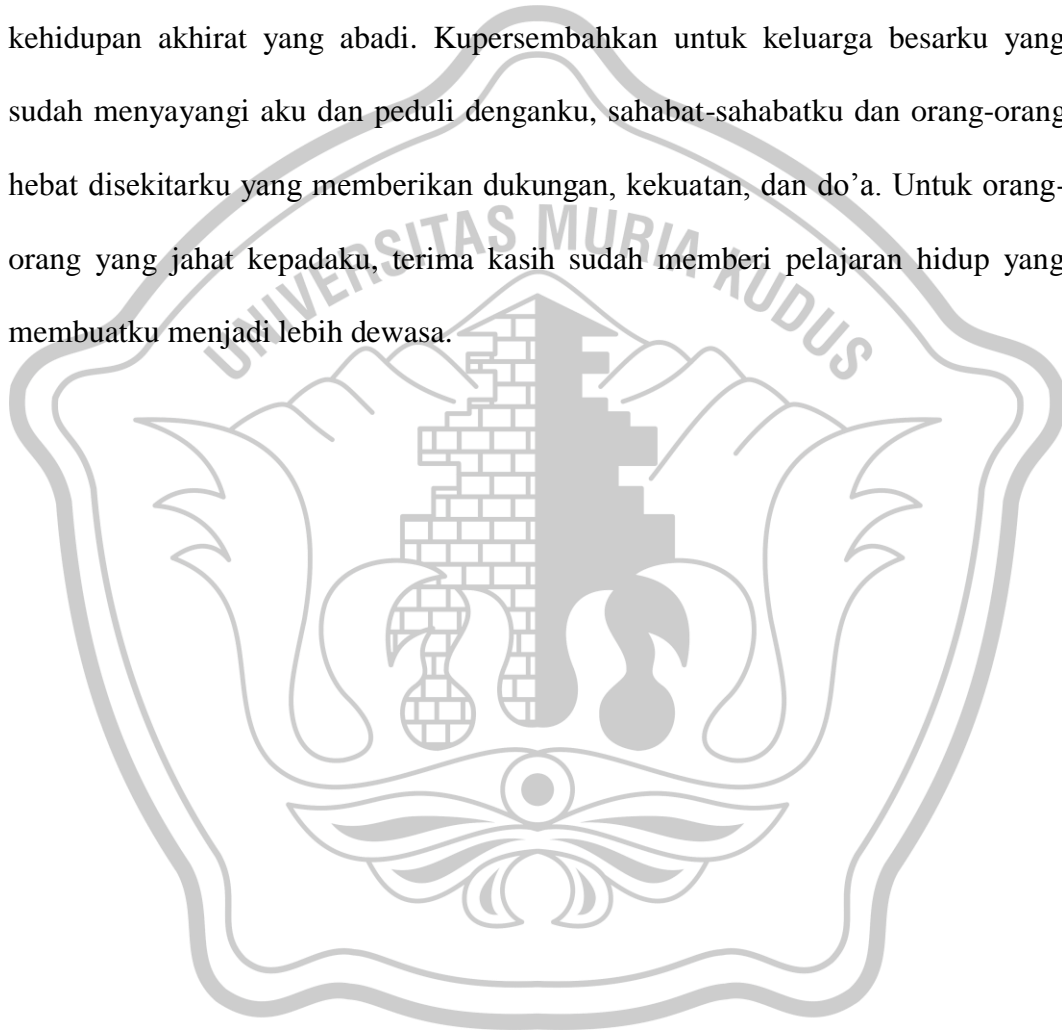 kehidupan akhirat yang abadi. Kupersembahkan untuk keluarga besarku yang
sudah menyayangi aku dan peduli denganku, sahabat-sahabatku dan orang-orang
hebat disekitarku yang memberikan dukungan, kekuatan, dan do’a. Untuk orang-
orang yang jahat kepadaku, terima kasih sudah memberi pelajaran hidup yang
membuatku menjadi lebih dewasa.
UNIVERSITAS MURIA KUDUS